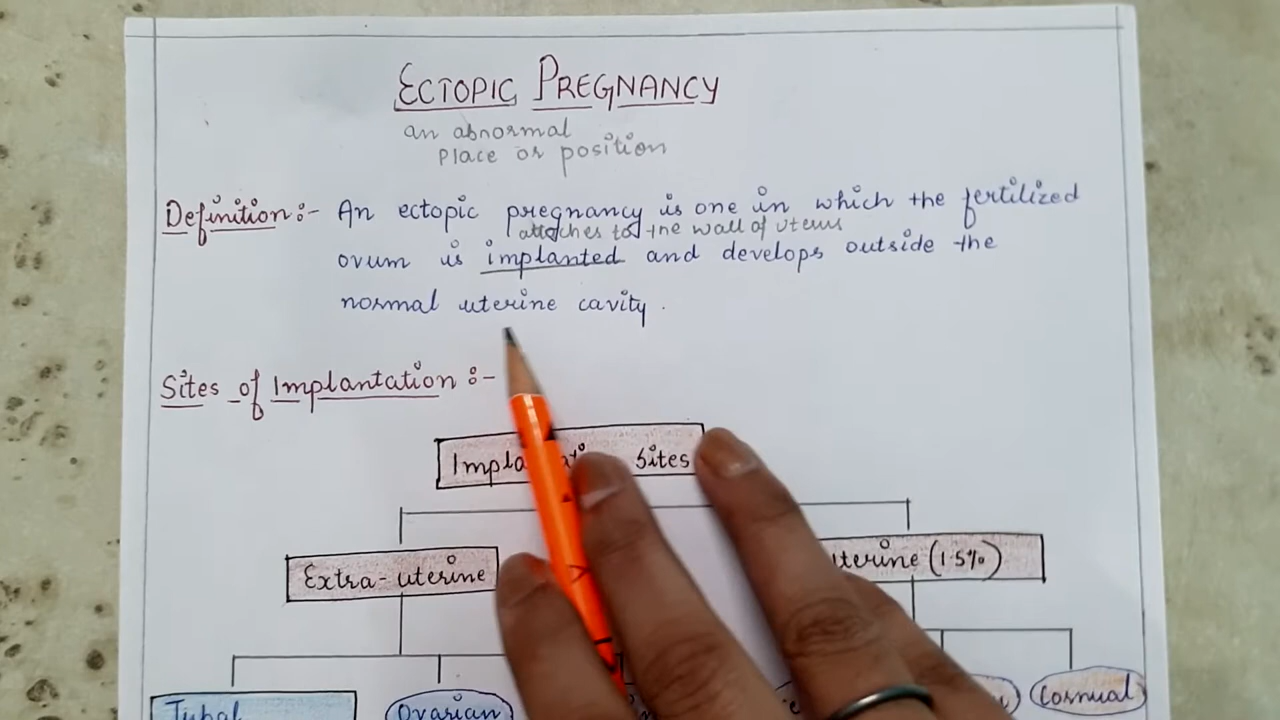 ECTOPIC PREGNANCY
an abnormal
Place or position
Definition :- An ectopic pregnancy is one in which the fertilized
attaches to the wall of uterus
ovum is implanted and develops outside the
normal uterine cavity.
Sites of Implantation :-
Sites
Extra-uterine
(1.5%)
Tubal
Ovarian
Cornual